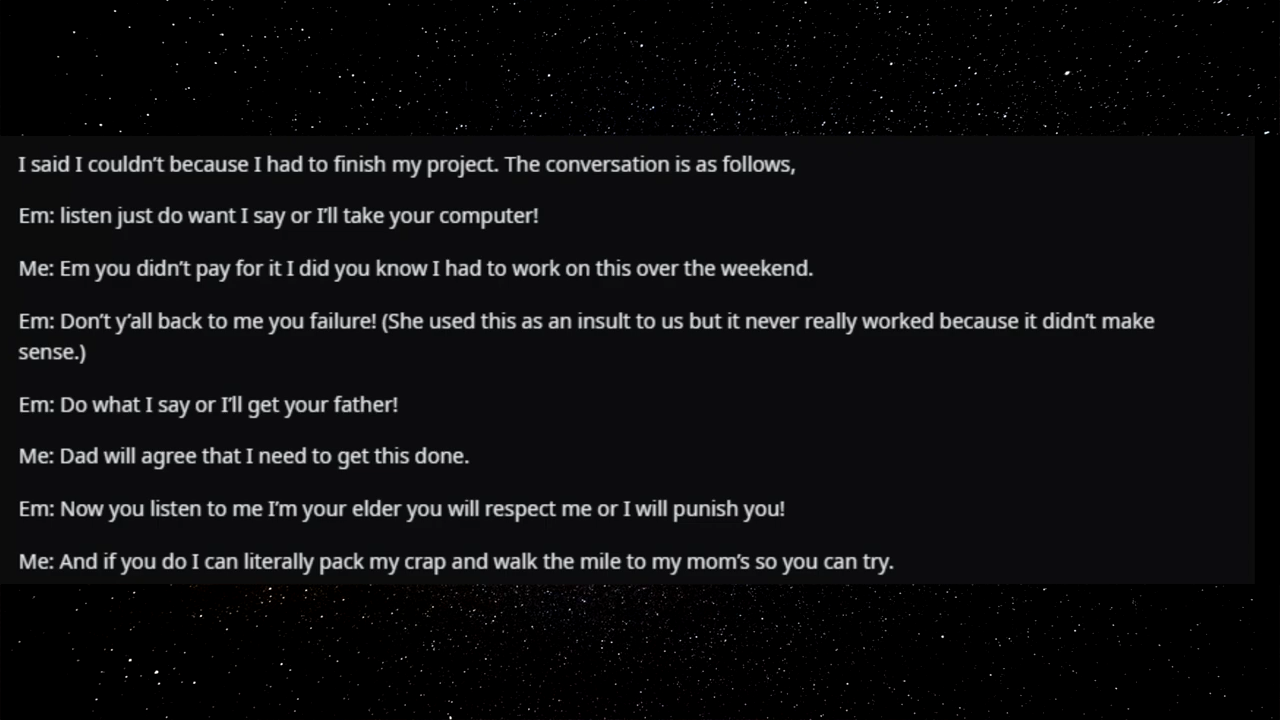 I said I couldn’t because I had to finish my project. The conversation is as follows,
Em: listen just do want I say or I’ll take your computer!
Me: Em you didn’t pay for it I did you know I had to work on this over the weekend.
Em: Don’t y’all back to me you failure! (She used this as an insult to us but it never really worked because it didn’t make
sense.)
Em: Do what I say or I’ll get your father!
Me: Dad will agree that I need to get this done.
Em: Now you listen to me I’m your elder you will respect me or I will punish you!
Me: And if you do I can literally pack my crap and walk the mile to my mom’s so you can try.